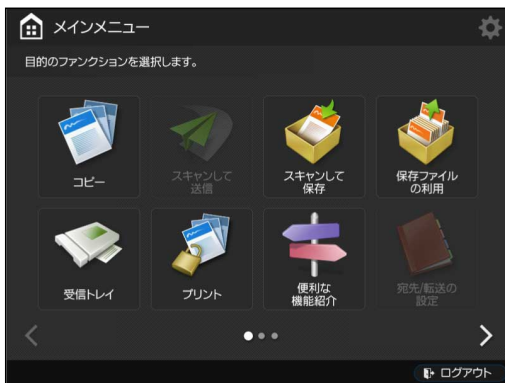 メインメニュー
目的のファンクションを選択します。
コピー
スキャンして
送信
スキャンして
保存
保存ファイル
の利用
受信トレイ
プリント
便利な
機能紹介
宛先/転送の
設定
ログアウト